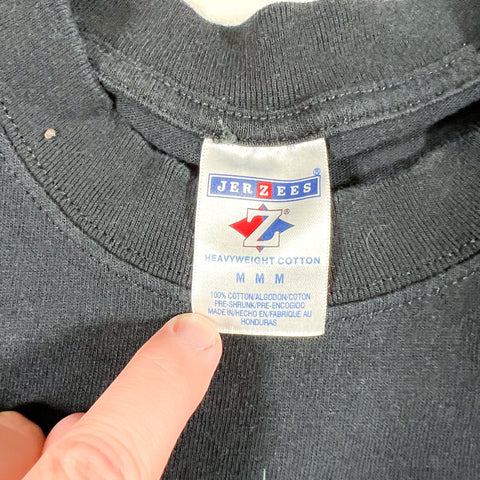 JERZEES®
Z®
HEAVYWEIGHT COTTON
M M M
100% COTTON/ALGODON/COTON
PRE-SHRUNK/PRE-ENCOGIDO
MADE IN/HECHO EN/FABRIQUE AU
HONDURAS